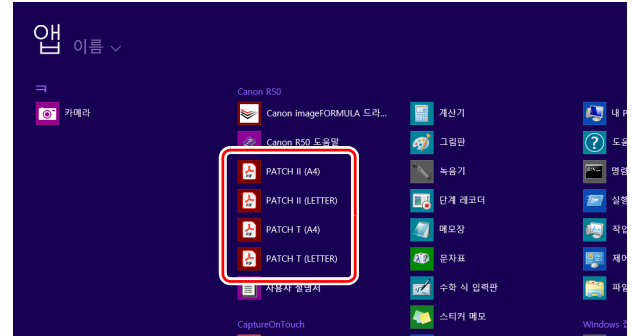 앱 이름
ㅋ
카메라
Canon R50
Canon imageFORMULA 드라...
Canon R50 도움말
PATCH II (A4)
PATCH II (LETTER)
PATCH T (A4)
PATCH T (LETTER)
사용자 설명서
CaptureOnTouch
계산기
그림판
녹음기
단계 레코더
메모장
문자표
수학 식 입력판
스티커 메모
내 P
도움
명령
실행
작업
제어
파일
Windows